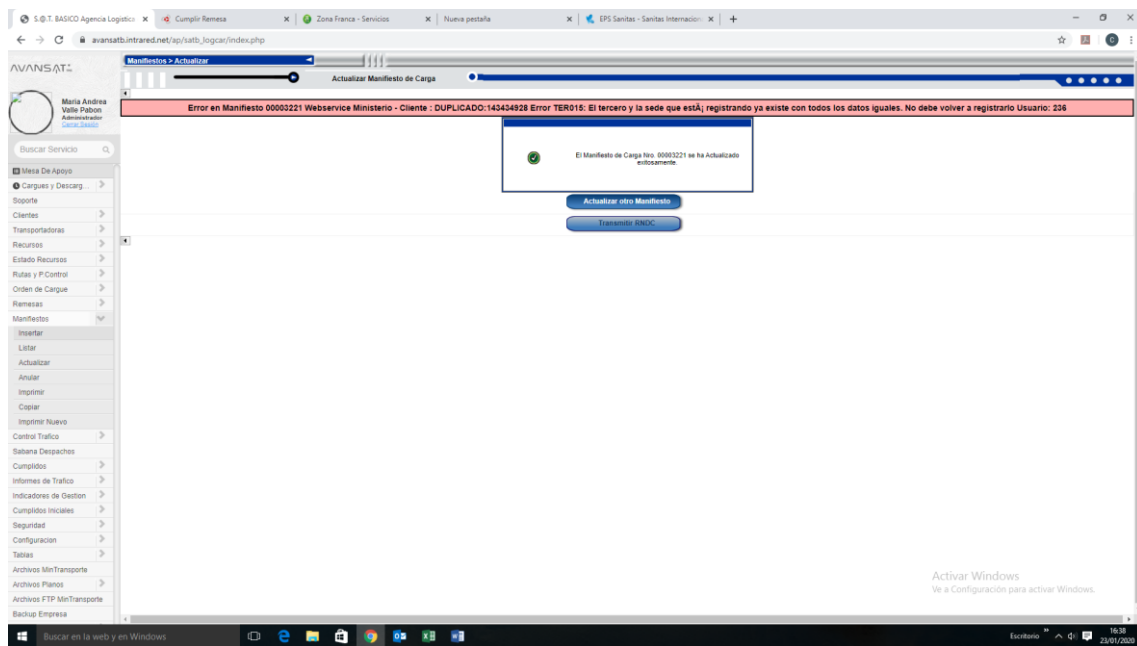 S.@.T. BASICO Agencia Logistica
Cumplir Remesa
Zona Franca - Servicios
Nueva pestaña
EPS Sanitas - Sanitas Internacion
avansatb.intrared.net/ap/satb_logcar/index.php
AVANSAT
Manifiestos > Actualizar
Actualizar Manifiesto de Carga
Maria Andrea
Valle Pabon
Administrador
Cerrar Sesión
Error en Manifiesto 00003221 Webservice Ministerio - Cliente : DUPLICADO:143434928 Error TER015: El tercero y la sede que estÃ¡ registrando ya existe con todos los datos iguales. No debe volver a registrarlo Usuario: 236
El Manifiesto de Carga Nro. 00003221 se ha Actualizado
exitosamente
Actualizar otro Manifiesto
Transmitir RNDC
Buscar Servicio
Mesa De Apoyo
Cargues y Descarg...
Soporte
Clientes
Transportadoras
Recursos
Estado Recursos
Rutas y P.Control
Orden de Cargue
Remesas
Manifiestos
Insertar
Listar
Actualizar
Anular
Imprimir
Copiar
Imprimir Nuevo
Control Trafico
Sabana Despachos
Cumplidos
Informes de Trafico
Indicadores de Gestion
Cumplidos Iniciales
Seguridad
Configuracion
Tablas
Archivos MinTransporte
Archivos Planos
Archivos FTP MinTransporte
Backup Empresa
Activar Windows
Ve a Configuración para activar Windows.
Buscar en la web y en Windows
Escritorio
16:38
23/01/2020